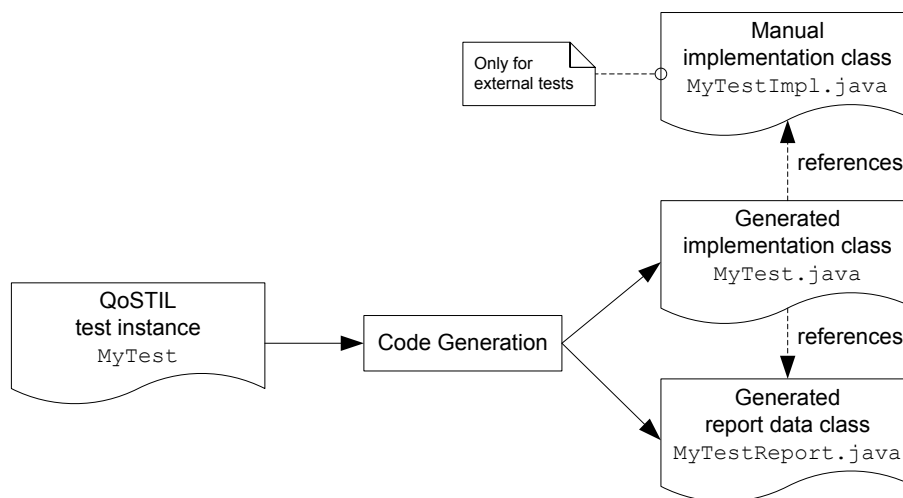 Manual
implementation class
MyTestImpl.java
Only for
external tests
references
Generated
implementation class
MyTest.java
QoSTIL
test instance
MyTest
Code Generation
references
Generated
report data class
MyTestReport.java